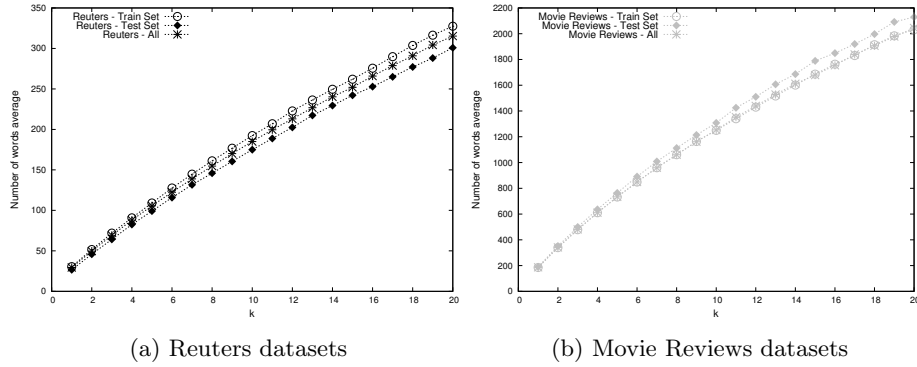 Reuters - Train Set
Reuters - Test Set
Reuters - All
Number of words average
400
350
300
250
200
150
100
50
0
0 2 4 6 8 10 12 14 16 18 20
k
(a) Reuters datasets
Movie Reviews - Train Set
Movie Reviews - Test Set
Movie Reviews - All
Number of words average
2200
2000
1800
1600
1400
1200
1000
800
600
400
200
0
0 2 4 6 8 10 12 14 16 18 20
k
(b) Movie Reviews datasets